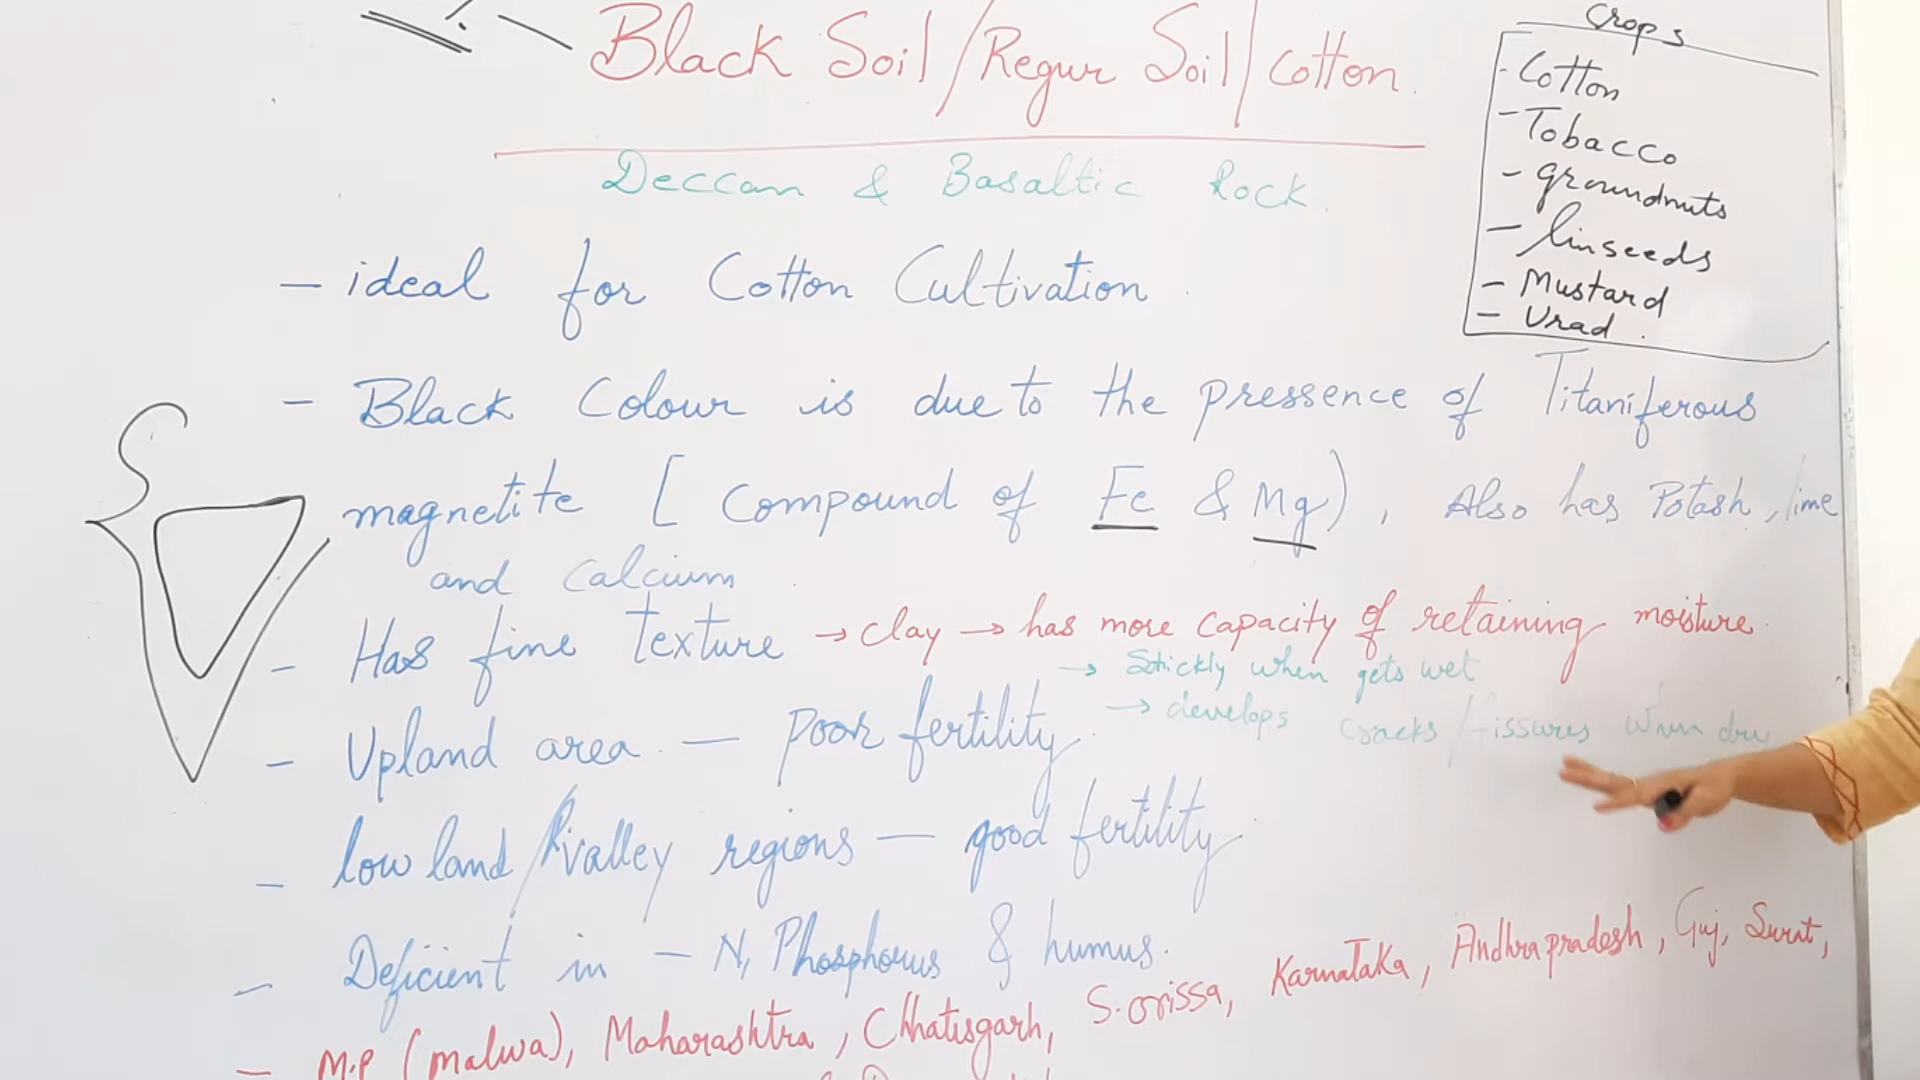 Black Soil/Regur Soil/Cotton
Deccan & Basaltic Rock.
- ideal for Cotton Cultivation
- Black Colour is due to the pressence of Titaniferous
magnetite [Compound of Fe & Mg), Also has Potash, lime
and Calcium
- Has fine Texture → clay → has more capacity of retaining moisture.
→ Stickly when gets wet
→ develops cracks/fissures when
- Upland area - Poor fertility
- low land/valley regions - good fertility
- Deficient in - N, Phosphorus & humus.
- M.P (malwa), Maharashtra, Chhatisgarh, S.orissa, Karnataka, Andhrapradesh, Guj, Surat,
Crops
- Cotton
- Tobacco
- groundnuts
- linseeds
- Mustard
- Urad.